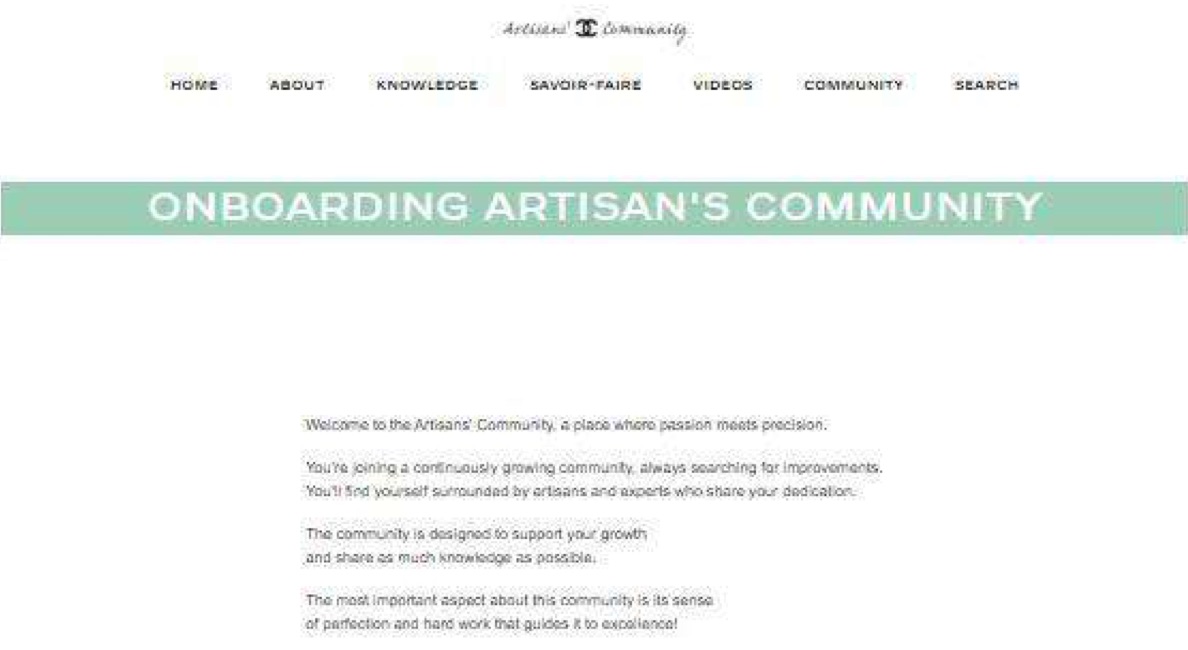 Artisans' Community
HOME ABOUT KNOWLEDGE SAVOIR-FAIRE VIDEOS COMMUNITY SEARCH
ONBOARDING ARTISAN'S COMMUNITY
Welcome to the Artisans' Community, a place where passion meets precision.
You're joining a continuously growing community, always searching for improvements.
You'll find yourself surrounded by artisans and experts who share your dedication.
The community is designed to support your growth
and share as much knowledge as possible.
The most important aspect about this community is its sense
of perfection and hard work that guides it to excellence!